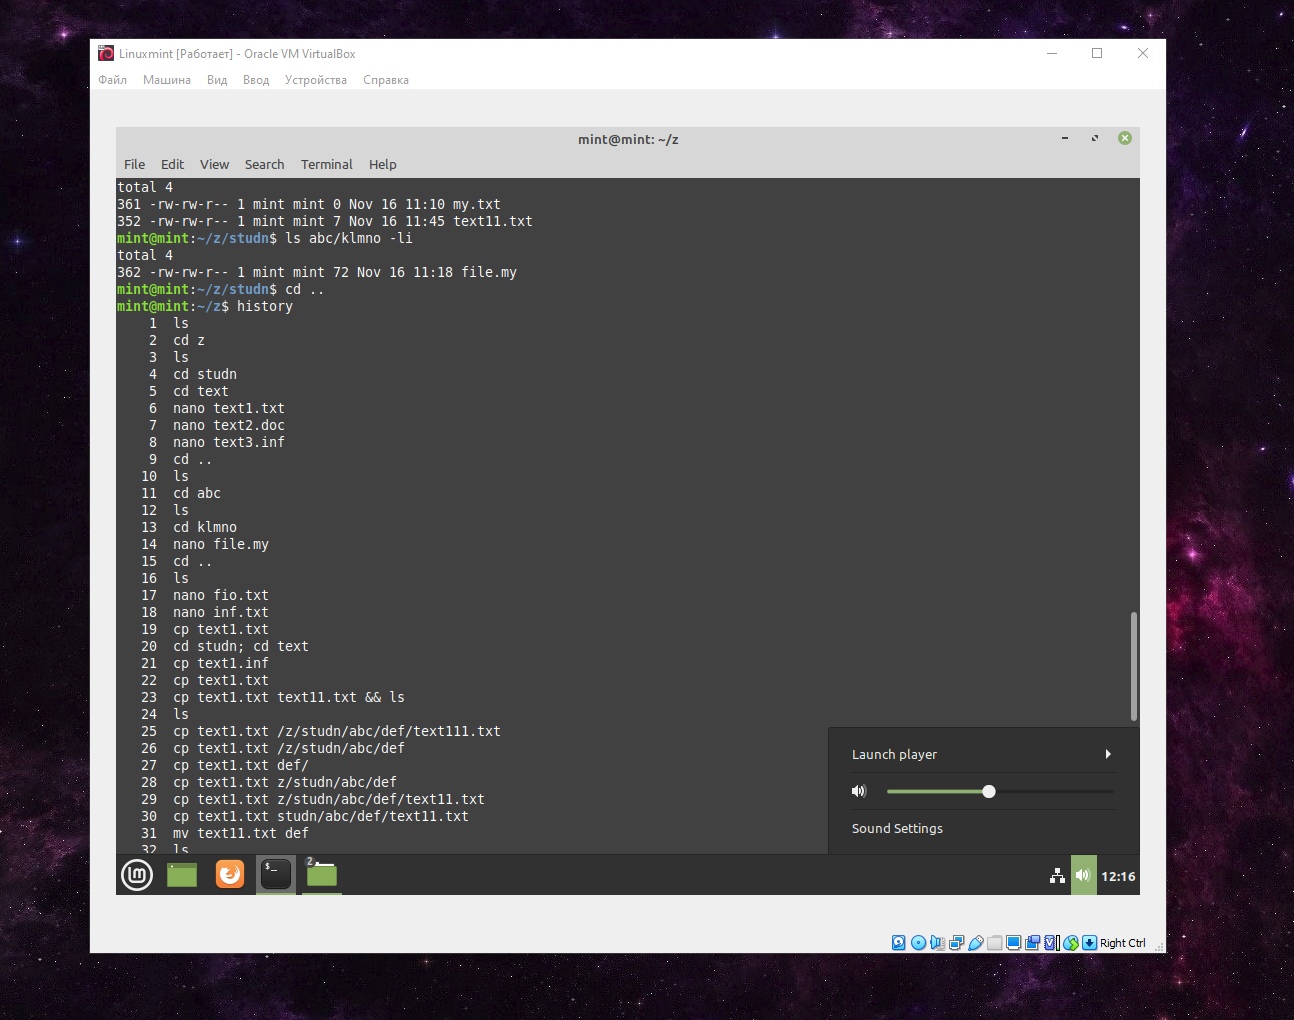 Linuxmint [Работает] - Oracle VM VirtualBox
Файл Машина Вид Ввод Устройства Справка
mint@mint: ~/z
File Edit View Search Terminal Help
total 4
361 -rw-rw-r-- 1 mint mint 0 Nov 16 11:10 my.txt
352 -rw-rw-r-- 1 mint mint 7 Nov 16 11:45 text11.txt
mint@mint:~/z/studn$ ls abc/klmno -li
total 4
362 -rw-rw-r-- 1 mint mint 72 Nov 16 11:18 file.my
mint@mint:~/z/studn$ cd ..
mint@mint:~/z$ history
1 ls
2 cd z
3 ls
4 cd studn
5 cd text
6 nano text1.txt
7 nano text2.doc
8 nano text3.inf
9 cd ..
10 ls
11 cd abc
12 ls
13 cd klmno
14 nano file.my
15 cd ..
16 ls
17 nano fio.txt
18 nano inf.txt
19 cp text1.txt
20 cd studn; cd text
21 cp text1.inf
22 cp text1.txt
23 cp text1.txt text11.txt && ls
24 ls
25 cp text1.txt /z/studn/abc/def/text111.txt
26 cp text1.txt /z/studn/abc/def
27 cp text1.txt def/
28 cp text1.txt z/studn/abc/def
29 cp text1.txt z/studn/abc/def/text11.txt
30 cp text1.txt studn/abc/def/text11.txt
31 mv text11.txt def
32 ls
Launch player
Sound Settings
$_
2
12:16
Right Ctrl